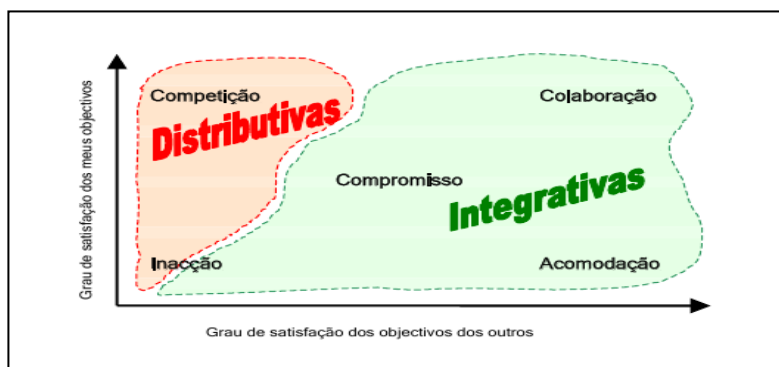 Grau de satisfação dos meus objectivos
Competição
Colaboração
Distributivas
Compromisso
Integrativas
Inacção
Acomodação
Grau de satisfação dos objectivos dos outros